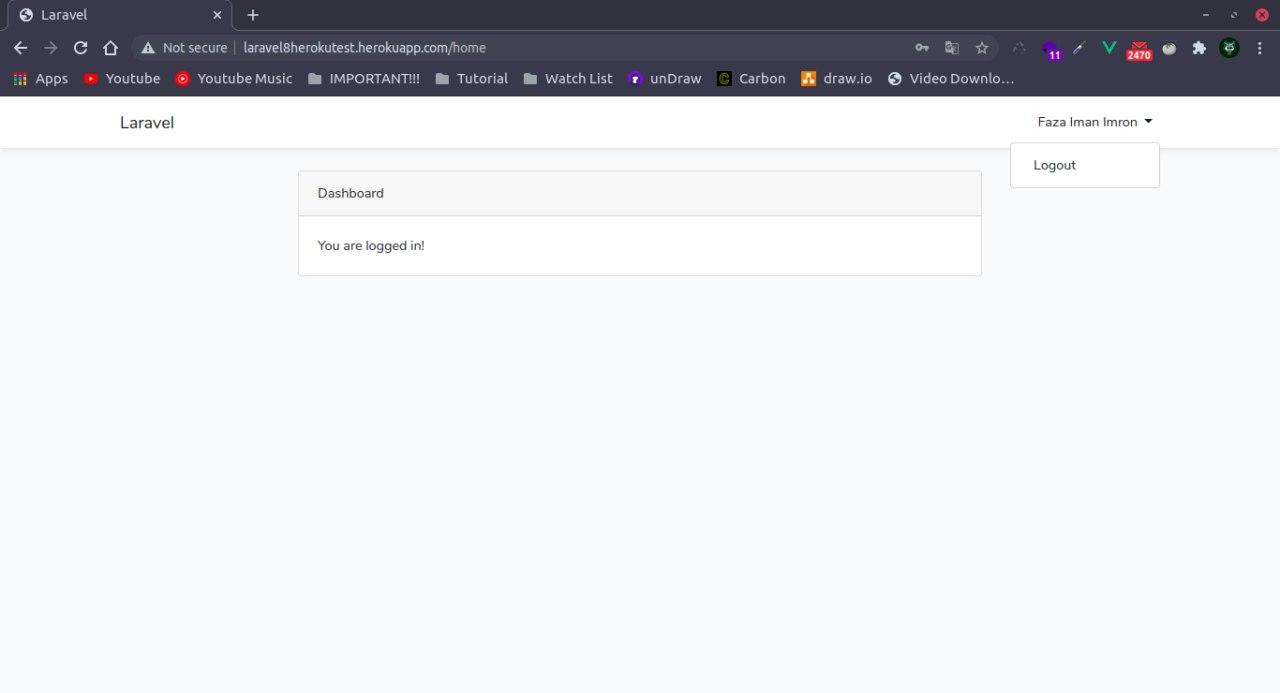 Laravel
Not secure | laravel8herokutest.herokuapp.com/home
11
2470
Apps Youtube Youtube Music IMPORTANT!!! Tutorial Watch List unDraw Carbon draw.io Video Downlo...
Laravel Faza Iman Imron
Logout
Dashboard
You are logged in!